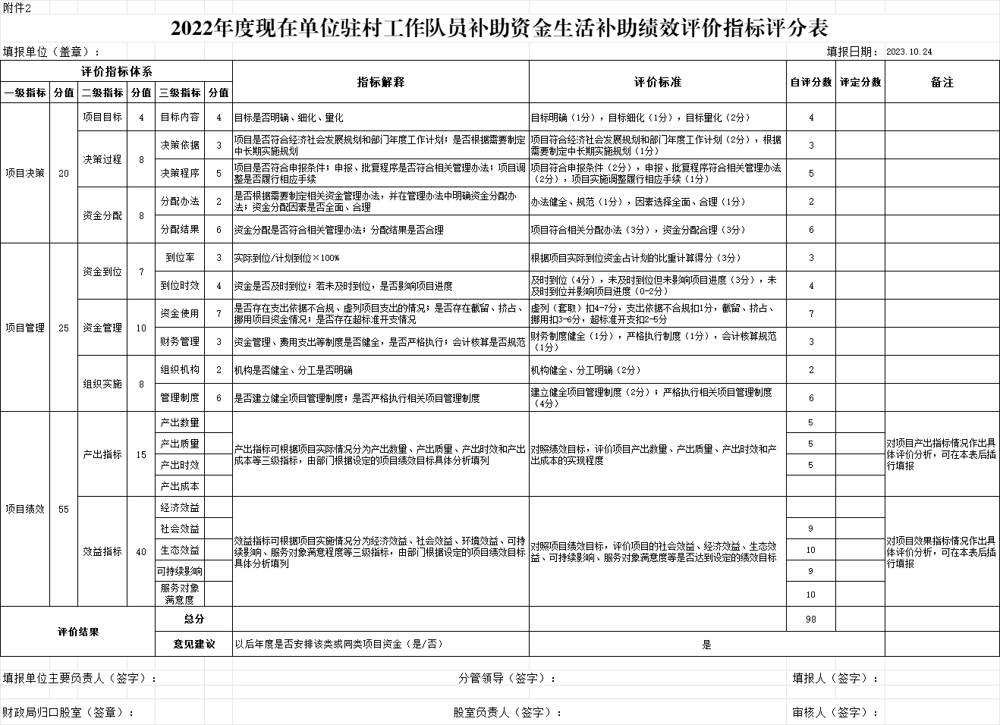 附件2
2022年度现在单位驻村工作队员补助资金生活补助绩效评价指标评分表
填报单位（盖章）：
填报日期： 2023.10.24
评价指标体系 指标解释 评价标准 自评分数 评定分数 备注
一级指标 分值 二级指标 分值 三级指标 分值
项目决策 20 项目目标 4 目标内容 4 目标是否明确、细化、量化 目标明确（1分），目标细化（1分），目标量化（2分） 4
决策过程 8 决策依据 3
项目是否符合经济社会发展规划和部门年度工作计划；是否根据需要制定
中长期实施规划
项目符合经济社会发展规划和部门年度工作计划（2分），根据
需要制定中长期实施规划（1分）
3
决策程序 5
项目是否符合申报条件；申报、批复程序是否符合相关管理办法；项目调
整是否履行相应手续
项目符合申报条件（2分），申报、批复程序符合相关管理办法
（2分），项目实施调整履行相应手续（1分）
5
资金分配 8 分配办法 2
是否根据需要制定相关资金管理办法，并在管理办法中明确资金分配办
法；资金分配因素是否全面、合理
办法健全、规范（1分），因素选择全面、合理（1分）
2
分配结果 6 资金分配是否符合相关管理办法；分配结果是否合理 项目符合相关分配办法（3分），资金分配合理（3分） 6
项目管理 25 资金到位 7 到位率 3 实际到位/计划到位×100% 根据项目实际到位资金占计划的比重计算得分（3分） 3
到位时效 4 资金是否及时到位；若未及时到位，是否影响项目进度
及时到位（4分），未及时到位但未影响项目进度（3分），未
及时到位并影响项目进度（0-2分）
4
资金管理 10 资金使用 7
是否存在支出依据不合规、虚列项目支出的情况；是否存在截留、挤占、
挪用项目资金情况；是否存在超标准开支情况
虚列（套取）扣4-7分，支出依据不合规扣1分，截留、挤占、
挪用扣3-6分，超标准开支扣2-5分
7
财务管理 3 资金管理、费用支出等制度是否健全，是否严格执行；会计核算是否规范
财务制度健全（1分），严格执行制度（1分），会计核算规范
（1分）
3
组织实施 8 组织机构 2 机构是否健全、分工是否明确 机构健全、分工明确（2分） 2
管理制度 6 是否建立健全项目管理制度；是否严格执行相关项目管理制度
建立健全项目管理制度（2分）；严格执行相关项目管理制度
（4分）
6
项目绩效 55 产出指标 15
产出数量 5
产出质量 5
产出时效 5
产出成本
产出指标可根据项目实际情况分为产出数量、产出质量、产出时效和产出
成本等三级指标，由部门根据设定的项目绩效目标具体分析填列
对照绩效目标，评价项目产出数量、产出质量、产出时效和产
出成本的实现程度
对项目产出指标情况作出具
体评价分析，可在本表后插
行填报
效益指标 40
经济效益
社会效益 9
生态效益 10
可持续影响 9
服务对象
满意度 10
效益指标可根据项目实施情况分为经济效益、社会效益、环境效益、可持
续影响、服务对象满意程度等三级指标，由部门根据设定的项目绩效目标
具体分析填列
对照项目绩效目标，评价项目的社会效益、经济效益、生态效
益、可持续影响、服务对象满意度等是否达到设定的绩效目标
对项目效果指标情况作出具
体评价分析，可在本表后插
行填报
评价结果 总分 98
意见建议 以后年度是否安排该类或同类项目资金（是/否） 是
填报单位主要负责人（签字）： 分管领导（签字）： 填报人（签字）：
财政局归口股室（签章）： 股室负责人（签字）： 审核人（签字）：